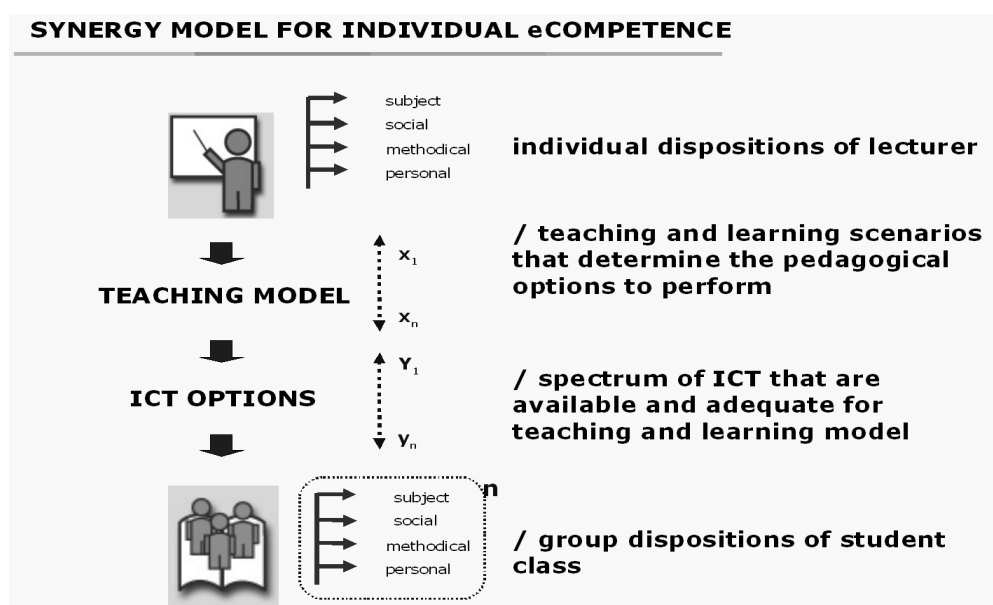 SYNERGY MODEL FOR INDIVIDUAL eCOMPETENCE
subject
social
methodical
personal
individual dispositions of lecturer
TEACHING MODEL
x1
xn
/ teaching and learning scenarios
that determine the pedagogical
options to perform
ICT OPTIONS
Y1
yn
/ spectrum of ICT that are
available and adequate for
teaching and learning model
n
subject
social
methodical
personal
/ group dispositions of student
class